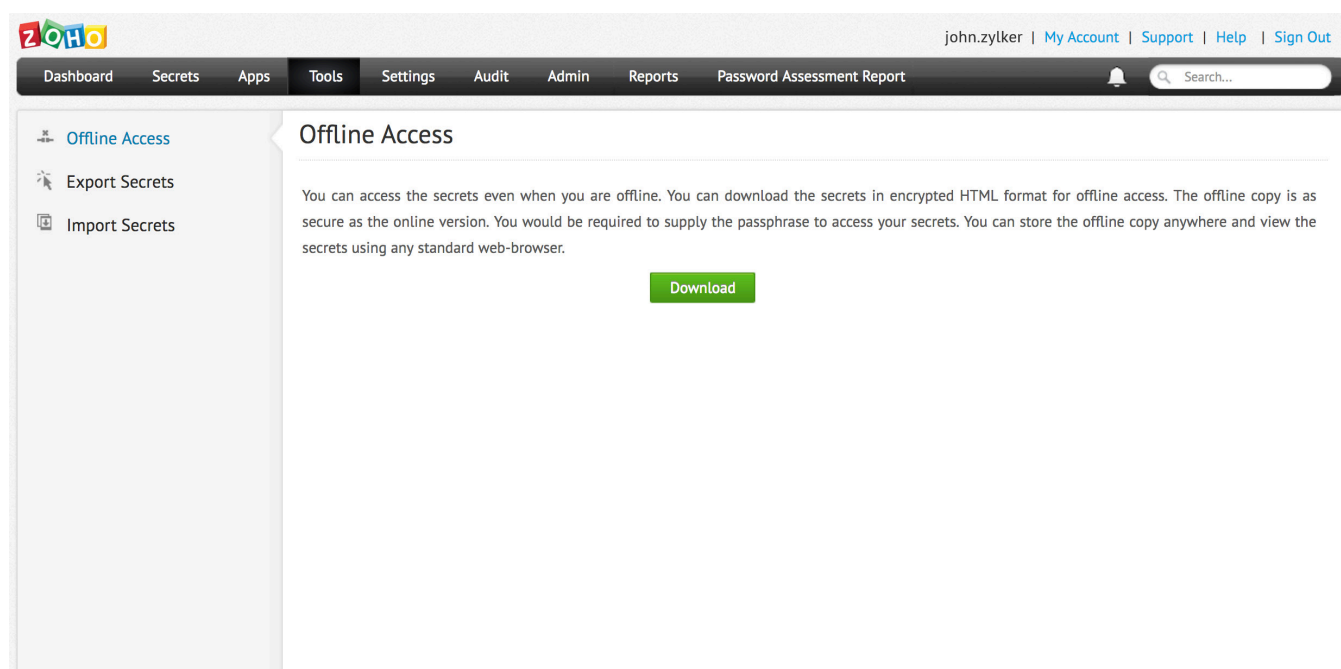 ZOHO
john.zylker | My Account | Support | Help | Sign Out
Dashboard Secrets Apps Tools Settings Audit Admin Reports Password Assessment Report Search...
Offline Access
Export Secrets
Import Secrets
Offline Access
You can access the secrets even when you are offline. You can download the secrets in encrypted HTML format for offline access. The offline copy is as
secure as the online version. You would be required to supply the passphrase to access your secrets. You can store the offline copy anywhere and view the
secrets using any standard web-browser.
Download